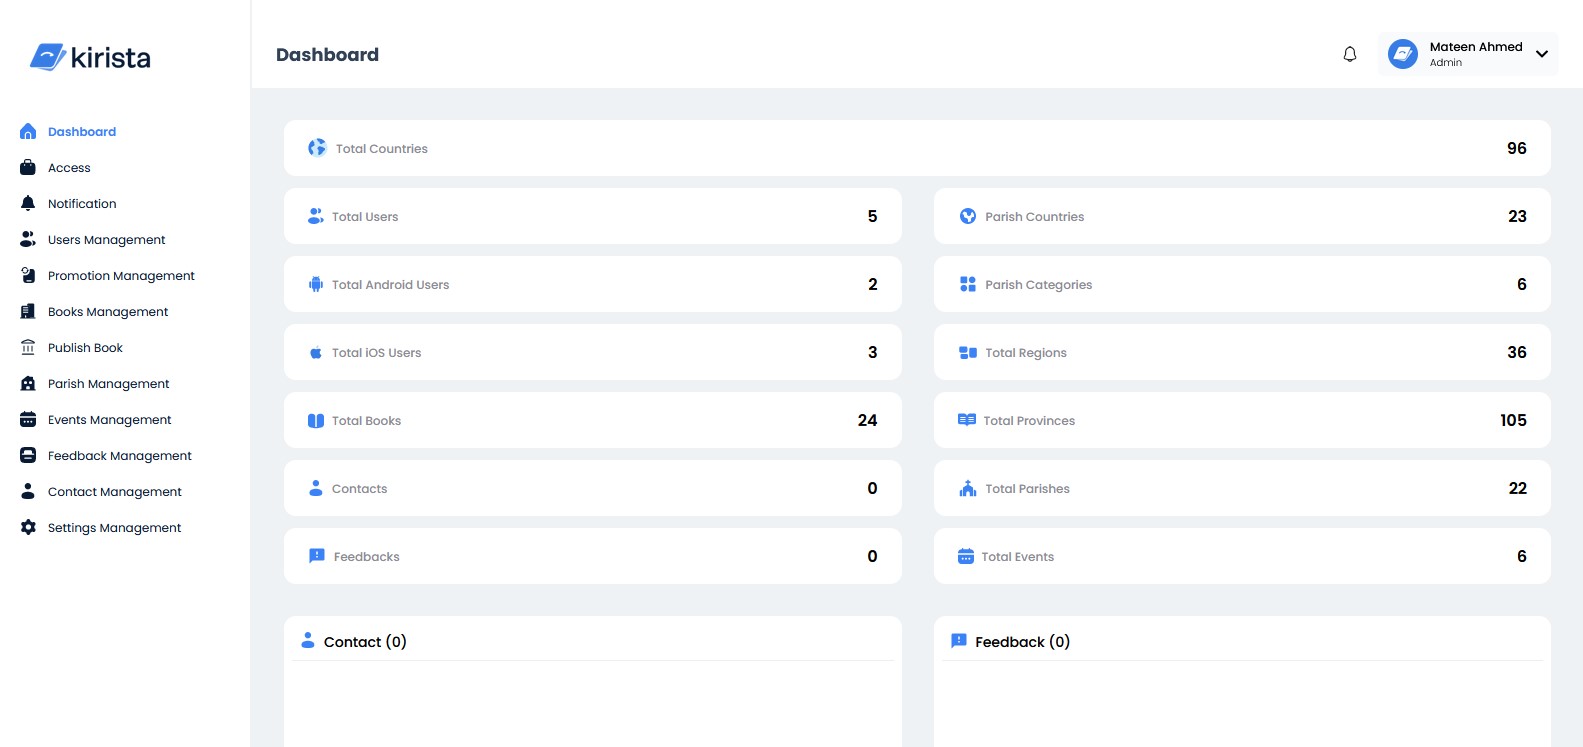 kirista
Dashboard
Mateen Ahmed
Admin
Dashboard
Access
Notification
Users Management
Promotion Management
Books Management
Publish Book
Parish Management
Events Management
Feedback Management
Contact Management
Settings Management
Total Countries 96
Total Users 5
Parish Countries 23
Total Android Users 2
Parish Categories 6
Total iOS Users 3
Total Regions 36
Total Books 24
Total Provinces 105
Contacts 0
Total Parishes 22
Feedbacks 0
Total Events 6
Contact (0)
Feedback (0)